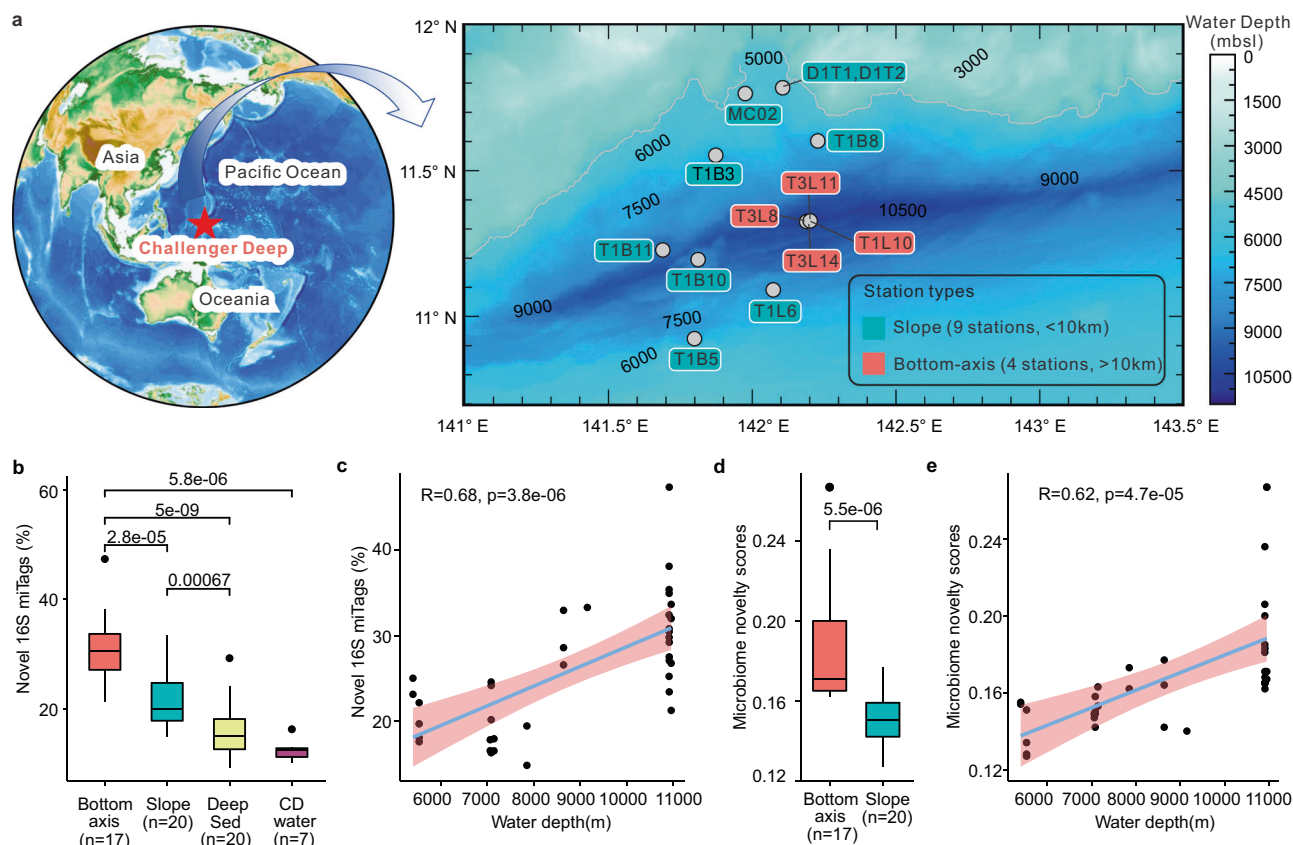 a
Asia
Pacific Ocean
Challenger Deep
Oceania
12° N
11.5° N
11° N
141° E
141.5° E
142° E
142.5° E
143° E
143.5° E
5000
3000
D1T1,D1T2
MC02
6000
T1B8
T1B3
T3L11
9000
7500
T3L8
10500
T1B11
T1L10
T3L14
T1B10
9000
T1L6
7500
6000
T1B5
Station types
Slope (9 stations, <10km)
Bottom-axis (4 stations, >10km)
Water Depth
(mbsl)
0
1500
3000
4500
6000
7500
9000
10500
b
Novel 16S miTags (%)
60
40
20
5.8e-06
5e-09
2.8e-05
0.00067
Bottom
axis
(n=17)
Slope
(n=20)
Deep
Sed
(n=20)
CD
water
(n=7)
c
Novel 16S miTags (%)
R=0.68, p=3.8e-06
40
30
20
6000
7000
8000
9000
10000
11000
Water depth(m)
d
Microbiome novelty scores
5.5e-06
0.24
0.20
0.16
0.12
Bottom
axis
(n=17)
Slope
(n=20)
e
Microbiome novelty scores
R=0.62, p=4.7e-05
0.24
0.20
0.16
0.12
6000
7000
8000
9000
10000
11000
Water depth(m)